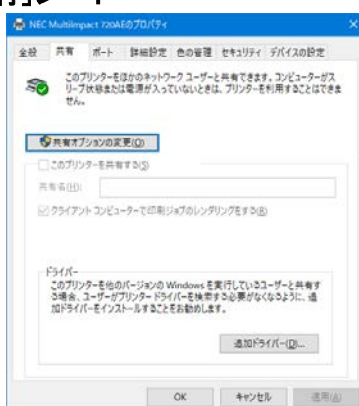 NEC Multiimpact 720AEのプロパティ
全般 共有 ポート 詳細設定 色の管理 セキュリティ デバイスの設定
このプリンターをほかのネットワーク ユーザーと共有できます。コンピューターがス
リープ状態または電源が入っていないときは、プリンターを利用することはできま
せん。
共有オプションの変更(O)
このプリンターを共有する(S)
共有名(H):
クライアント コンピューターで印刷ジョブのレンダリングをする(R)
ドライバー
このプリンターを他のバージョンの Windows を実行しているユーザーと共有す
る場合、ユーザーがプリンター ドライバーを検索する必要がなくなるように、追
加ドライバーをインストールすることをお勧めします。
追加ドライバー(D)...
OK キャンセル 適用(A)